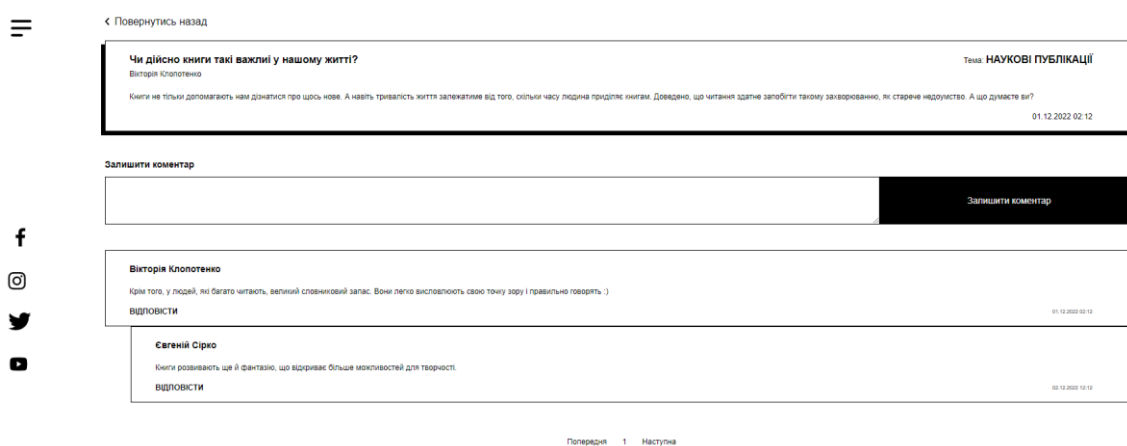 Повернутись назад
Чи дійсно книги такі важлиі у нашому житті?
Тема: НАУКОВІ ПУБЛІКАЦІЇ
Вікторія Клопотенко
Книги не тільки допомагають нам дізнатися про щось нове. А навіть тривалість життя залежатиме від того, скільки часу людина приділяє книгам. Доведено, що читання здатне запобігти такому захворюванню, як старече недоумство. А що думаєте ви?
01.12.2022 02:12
Залишити коментар
Залишити коментар
Вікторія Клопотенко
Крім того, у людей, які багато читають, великий словниковий запас. Вони легко висловлюють свою точку зору і правильно говорять :)
ВІДПОВІСТИ
01.12.2022 02:12
Євгеній Сірко
Книги розвивають ще й фантазію, що відкриває більше можливостей для творчості.
ВІДПОВІСТИ
02.12.2022 12:12
Попередня 1 Наступна